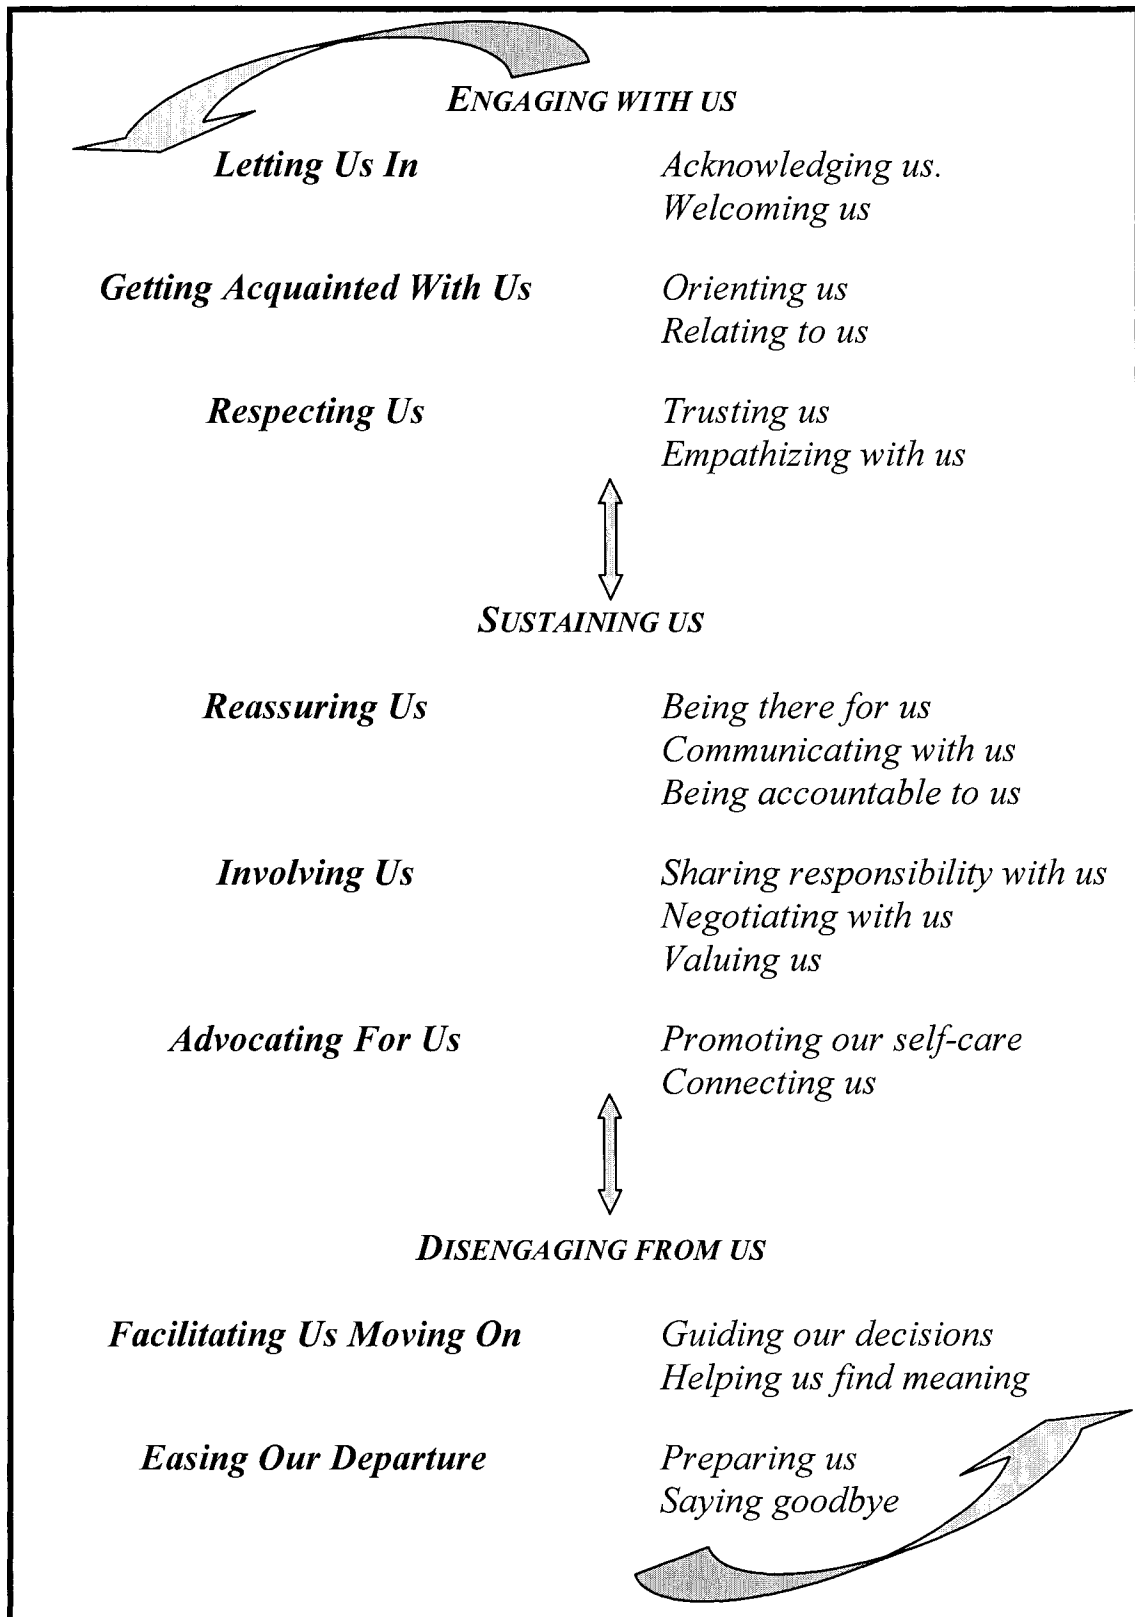 ENGAGING WITH US
Letting Us In Acknowledging us.
Welcoming us
Getting Acquainted With Us Orienting us
Relating to us
Respecting Us Trusting us
Empathizing with us
SUSTAINING US
Reassuring Us Being there for us
Communicating with us
Being accountable to us
Involving Us Sharing responsibility with us
Negotiating with us
Valuing us
Advocating For Us Promoting our self-care
Connecting us
DISENGAGING FROM US
Facilitating Us Moving On Guiding our decisions
Helping us find meaning
Easing Our Departure Preparing us
Saying goodbye